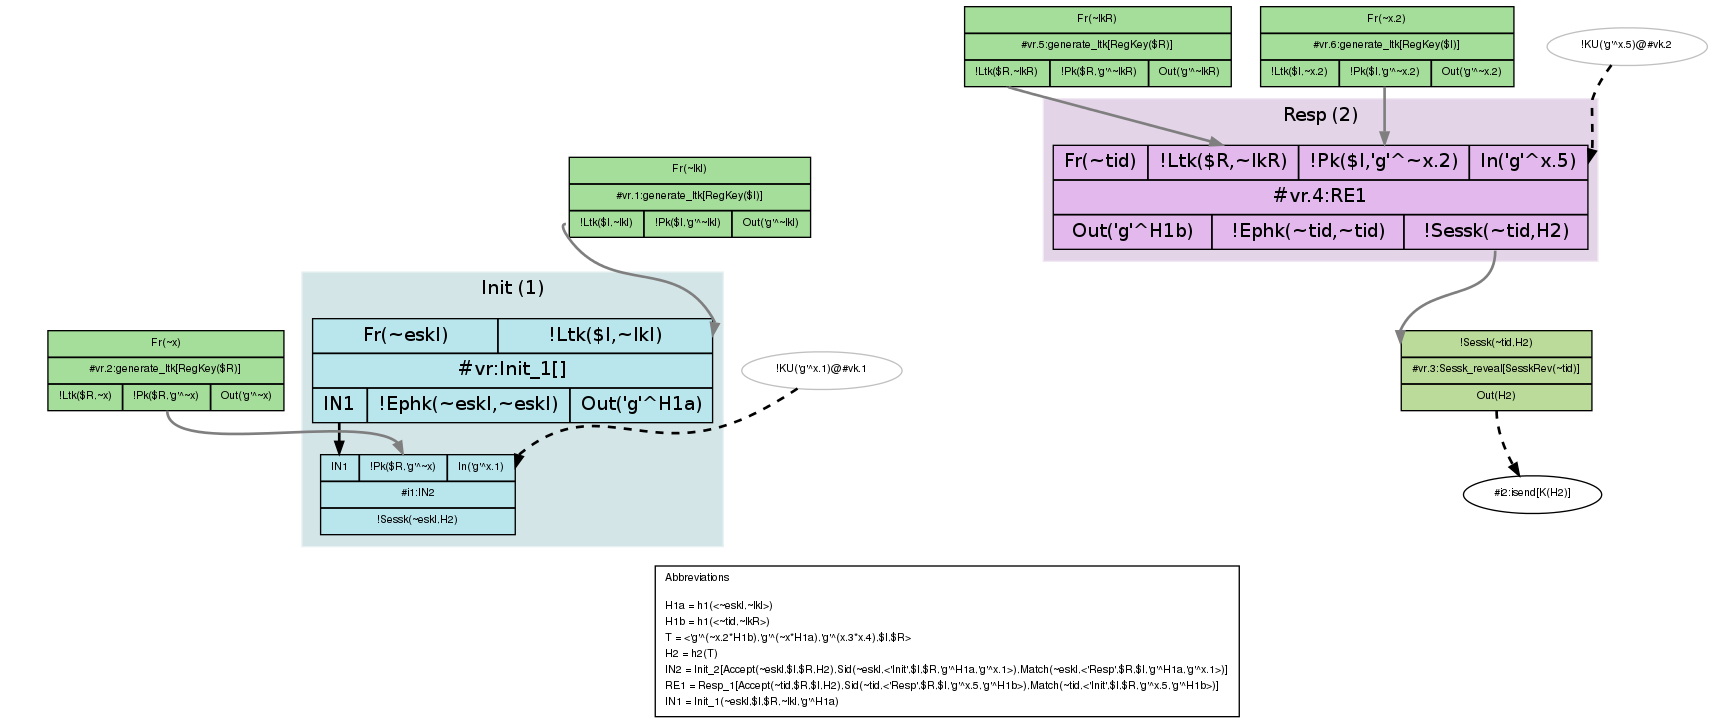 Fr(~lkR)
#vr.5:generate_ltk[RegKey($R)]
!Ltk($R,~lkR) !Pk($R,'g'^~lkR) Out('g'^~lkR)
Fr(~x.2)
#vr.6:generate_ltk[RegKey($I)]
!Ltk($I,~x.2) !Pk($I,'g'^~x.2) Out('g'^~x.2)
!KU('g'^x.5)@#vk.2
Resp (2)
Fr(~tid) !Ltk($R,~lkR) !Pk($I,'g'^~x.2) In('g'^x.5)
#vr.4:RE1
Out('g'^H1b) !Ephk(~tid,~tid) !Sessk(~tid,H2)
Fr(~lkI)
#vr.1:generate_ltk[RegKey($I)]
!Ltk($I,~lkI) !Pk($I,'g'^~lkI) Out('g'^~lkI)
Init (1)
Fr(~eskI) !Ltk($I,~lkI)
#vr:Init_1[]
IN1 !Ephk(~eskI,~eskI) Out('g'^H1a)
Fr(~x)
#vr.2:generate_ltk[RegKey($R)]
!Ltk($R,~x) !Pk($R,'g'^~x) Out('g'^~x)
!KU('g'^x.1)@#vk.1
!Sessk(~tid,H2)
#vr.3:Sessk_reveal[SesskRev(~tid)]
Out(H2)
IN1 !Pk($R,'g'^~x) In('g'^x.1)
#i1:IN2
!Sessk(~eskI,H2)
#i2:isend[K(H2)]
Abbreviations
H1a = h1(<~eskI,~lkI>)
H1b = h1(<~tid,~lkR>)
T = <'g'^(~x.2*H1b),'g'^(~x*H1a),'g'^(x.3*x.4),$I,$R>
H2 = h2(T)
IN2 = Init_2[Accept(~eskI,$I,$R,H2),Sid(~eskI,<'Init',$I,$R,'g'^H1a,'g'^x.1>),Match(~eskI,<'Resp',$R,$I,'g'^H1a,'g'^x.1>)]
RE1 = Resp_1[Accept(~tid,$R,$I,H2),Sid(~tid,<'Resp',$R,$I,'g'^x.5,'g'^H1b>),Match(~tid,<'Init',$I,$R,'g'^x.5,'g'^H1b>)]
IN1 = Init_1(~eskI,$I,$R,~lkI,'g'^H1a)